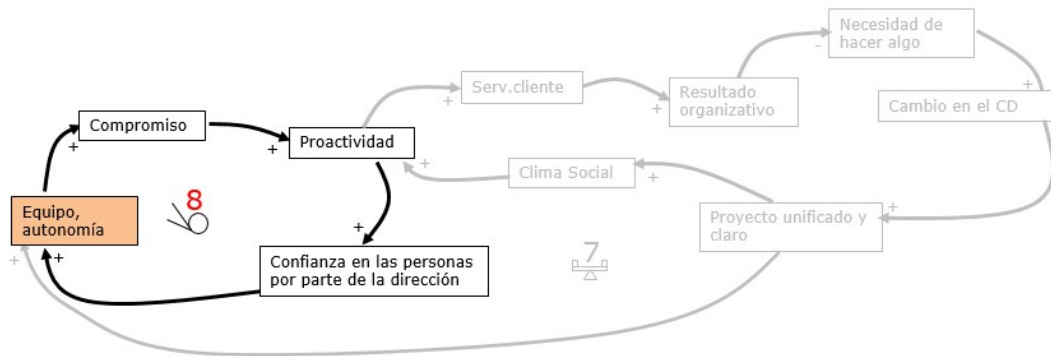 Necesidad de
hacer algo
-
+
Serv.cliente
+
Resultado
organizativo
+
Cambio en el CD
Compromiso
+
Proactividad
+
+
Clima Social
+
8
Equipo,
autonomía
Proyecto unificado y
claro
+
+
+
+
Confianza en las personas
por parte de la dirección
7